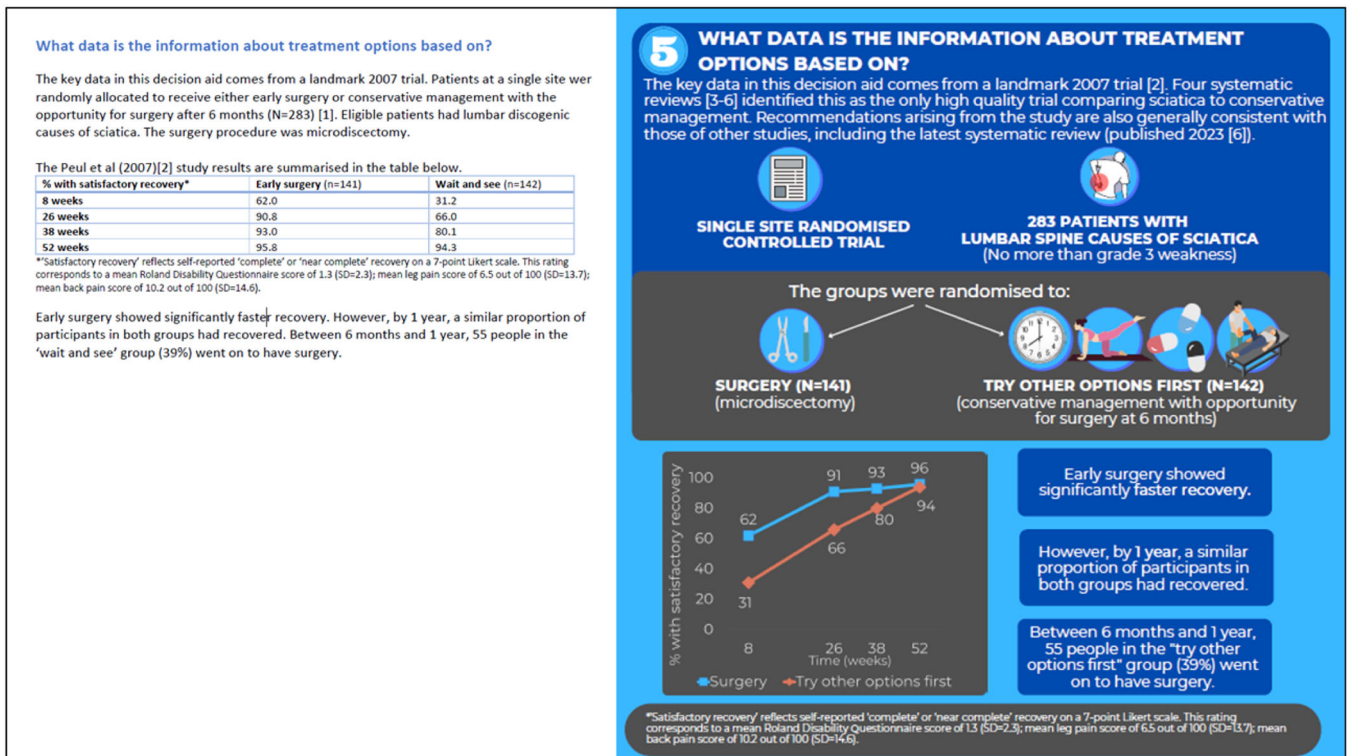 What data is the information about treatment options based on?
The key data in this decision aid comes from a landmark 2007 trial. Patients at a single site wer
randomly allocated to receive either early surgery or conservative management with the
opportunity for surgery after 6 months (N=283) [1]. Eligible patients had lumbar discogenic
causes of sciatica. The surgery procedure was microdiscectomy.
The Peul et al (2007)[2] study results are summarised in the table below.
% with satisfactory recovery* Early surgery (n=141) Wait and see (n=142)
8 weeks 62.0 31.2
26 weeks 90.8 66.0
38 weeks 93.0 80.1
52 weeks 95.8 94.3
*'Satisfactory recovery' reflects self-reported 'complete' or 'near complete' recovery on a 7-point Likert scale. This rating
corresponds to a mean Roland Disability Questionnaire score of 1.3 (SD=2.3); mean leg pain score of 6.5 out of 100 (SD=13.7);
mean back pain score of 10.2 out of 100 (SD=14.6).
Early surgery showed significantly faster recovery. However, by 1 year, a similar proportion of
participants in both groups had recovered. Between 6 months and 1 year, 55 people in the
'wait and see' group (39%) went on to have surgery.
5 WHAT DATA IS THE INFORMATION ABOUT TREATMENT
OPTIONS BASED ON?
The key data in this decision aid comes from a landmark 2007 trial [2]. Four systematic
reviews [3-6] identified this as the only high quality trial comparing sciatica to conservative
management. Recommendations arising from the study are also generally consistent with
those of other studies, including the latest systematic review (published 2023 [6]).
SINGLE SITE RANDOMISED
CONTROLLED TRIAL
283 PATIENTS WITH
LUMBAR SPINE CAUSES OF SCIATICA
(No more than grade 3 weakness)
The groups were randomised to:
SURGERY (N=141)
(microdiscectomy)
TRY OTHER OPTIONS FIRST (N=142)
(conservative management with opportunity
for surgery at 6 months)
% with satisfactory recovery
100
80
60
40
20
0
62
91
93
96
31
66
80
94
8 26 38 52
Time (weeks)
Surgery Try other options first
Early surgery showed
significantly faster recovery.
However, by 1 year, a similar
proportion of participants in
both groups had recovered.
Between 6 months and 1 year,
55 people in the "try other
options first" group (39%) went
on to have surgery.
*'Satisfactory recovery' reflects self-reported 'complete' or 'near complete' recovery on a 7-point Likert scale. This rating
corresponds to a mean Roland Disability Questionnaire score of 1.3 (SD=2.3); mean leg pain score of 6.5 out of 100 (SD=13.7); mean
back pain score of 10.2 out of 100 (SD=14.6).